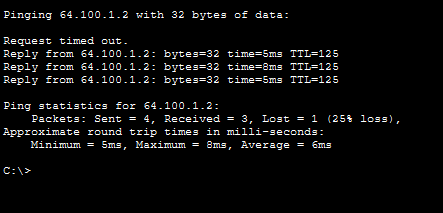 Pinging 64.100.1.2 with 32 bytes of data:
Request timed out.
Reply from 64.100.1.2: bytes=32 time=5ms TTL=125
Reply from 64.100.1.2: bytes=32 time=8ms TTL=125
Reply from 64.100.1.2: bytes=32 time=5ms TTL=125
Ping statistics for 64.100.1.2:
    Packets: Sent = 4, Received = 3, Lost = 1 (25% loss),
Approximate round trip times in milli-seconds:
    Minimum = 5ms, Maximum = 8ms, Average = 6ms
C:\>